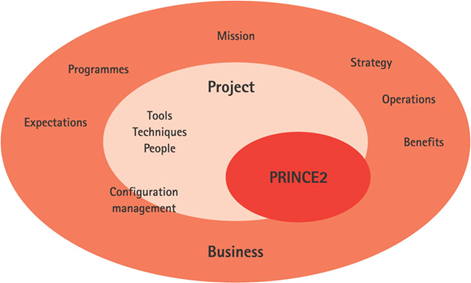 Mission
Strategy
Programmes
Project
Operations
Tools
Techniques
People
Expectations
Benefits
PRINCE2
Configuration
management
Business